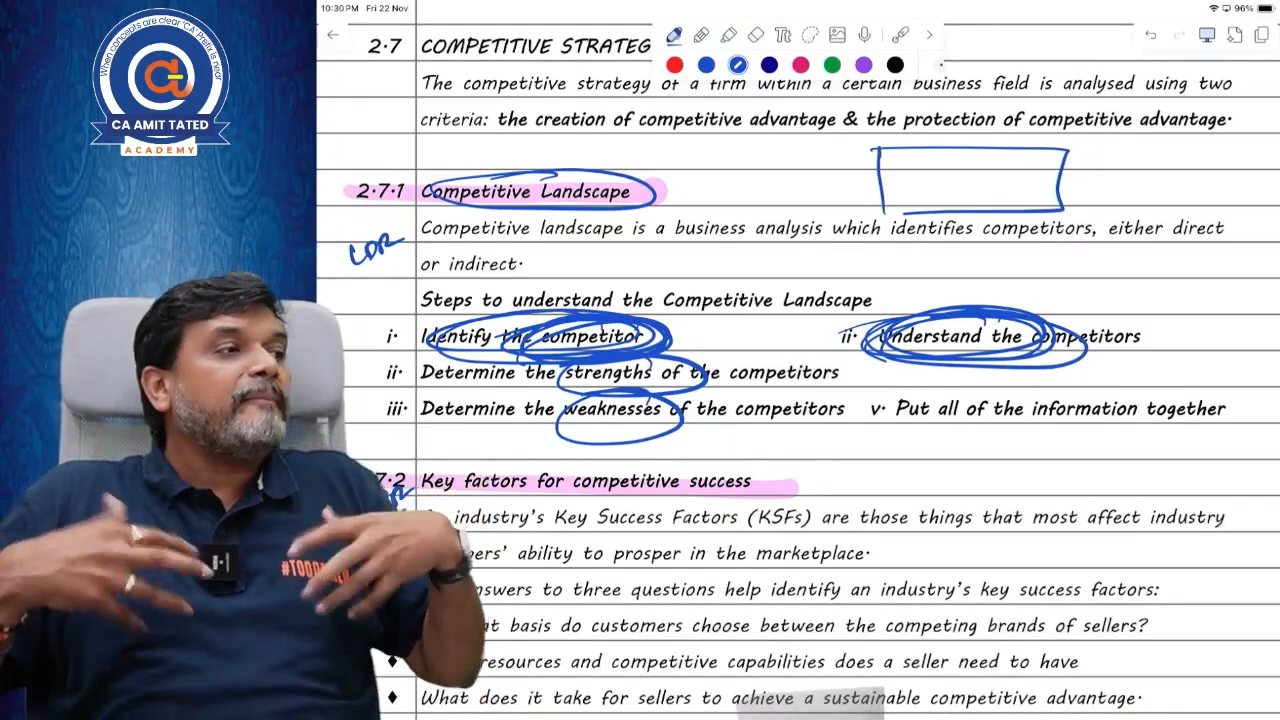 10:30 PM Fri 22 Nov
96%
When concepts are clear 'CA' Prefix is near
CA AMIT TATED
ACADEMY
2.7 COMPETITIVE STRATEG
The competitive strategy of a firm within a certain business field is analysed using two
criteria: the creation of competitive advantage & the protection of competitive advantage.
2.7.1 Competitive Landscape
Competitive landscape is a business analysis which identifies competitors, either direct
LDR
or indirect.
Steps to understand the Competitive Landscape
i. Identify the competitor ii. Understand the competitors
ii. Determine the strengths of the competitors
iii. Determine the weaknesses of the competitors v. Put all of the information together
7.2 Key factors for competitive success
industry's Key Success Factors (KSFs) are those things that most affect industry
ers' ability to prosper in the marketplace.
nswers to three questions help identify an industry's key success factors:
at basis do customers choose between the competing brands of sellers?
♦ resources and competitive capabilities does a seller need to have
♦ What does it take for sellers to achieve a sustainable competitive advantage.